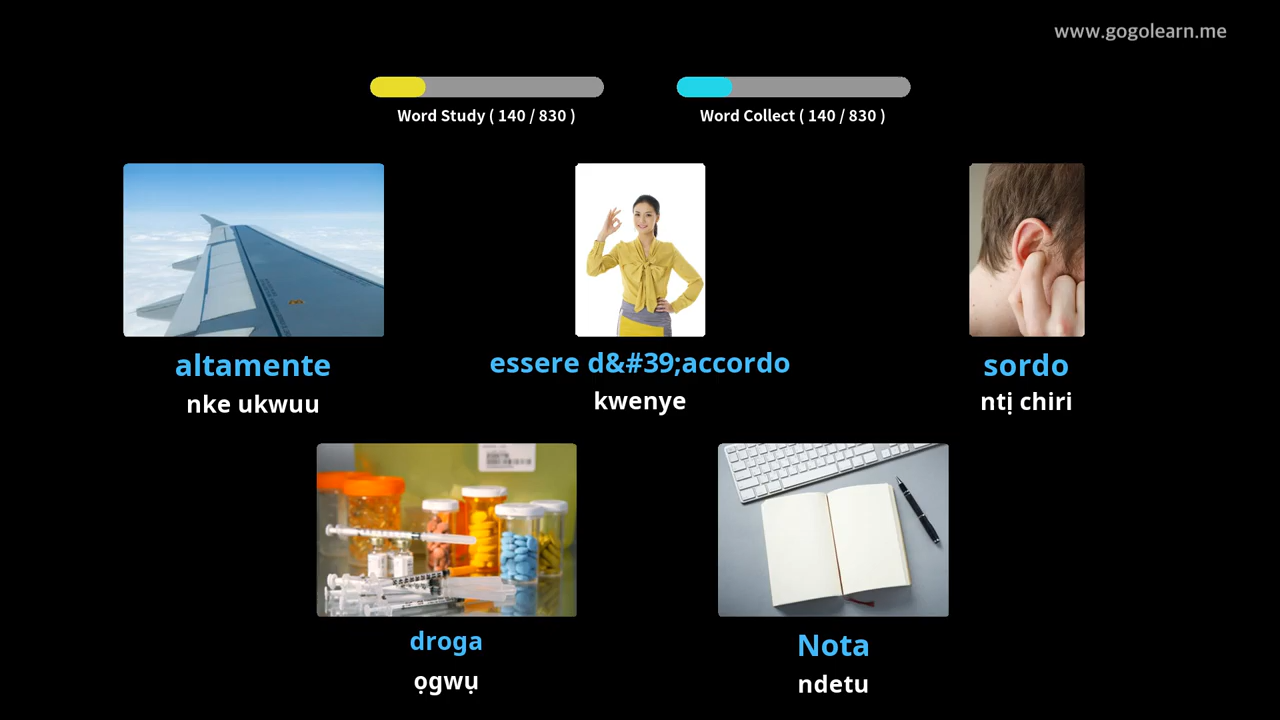 www.gogolearn.me
Word Study ( 140 / 830 )
Word Collect ( 140 / 830 )
altamente
nke ukwuu
essere d&#39;accordo
kwenye
sordo
ntị chiri
droga
ọgwụ
Nota
ndetu